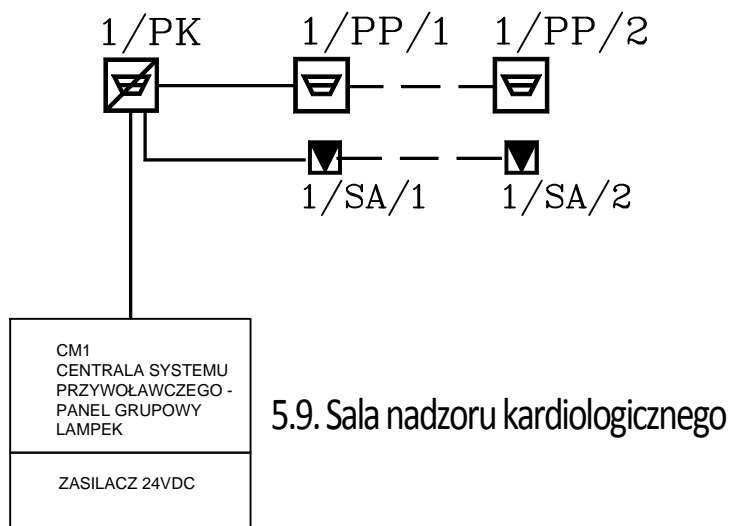 1/PK 1/PP/1 1/PP/2
1/SA/1 1/SA/2
CM1
CENTRALA SYSTEMU
PRZYWOŁAWCZEGO -
PANEL GRUPOWY
LAMPEK
5.9. Sala nadzoru kardiologicznego
ZASILACZ 24VDC